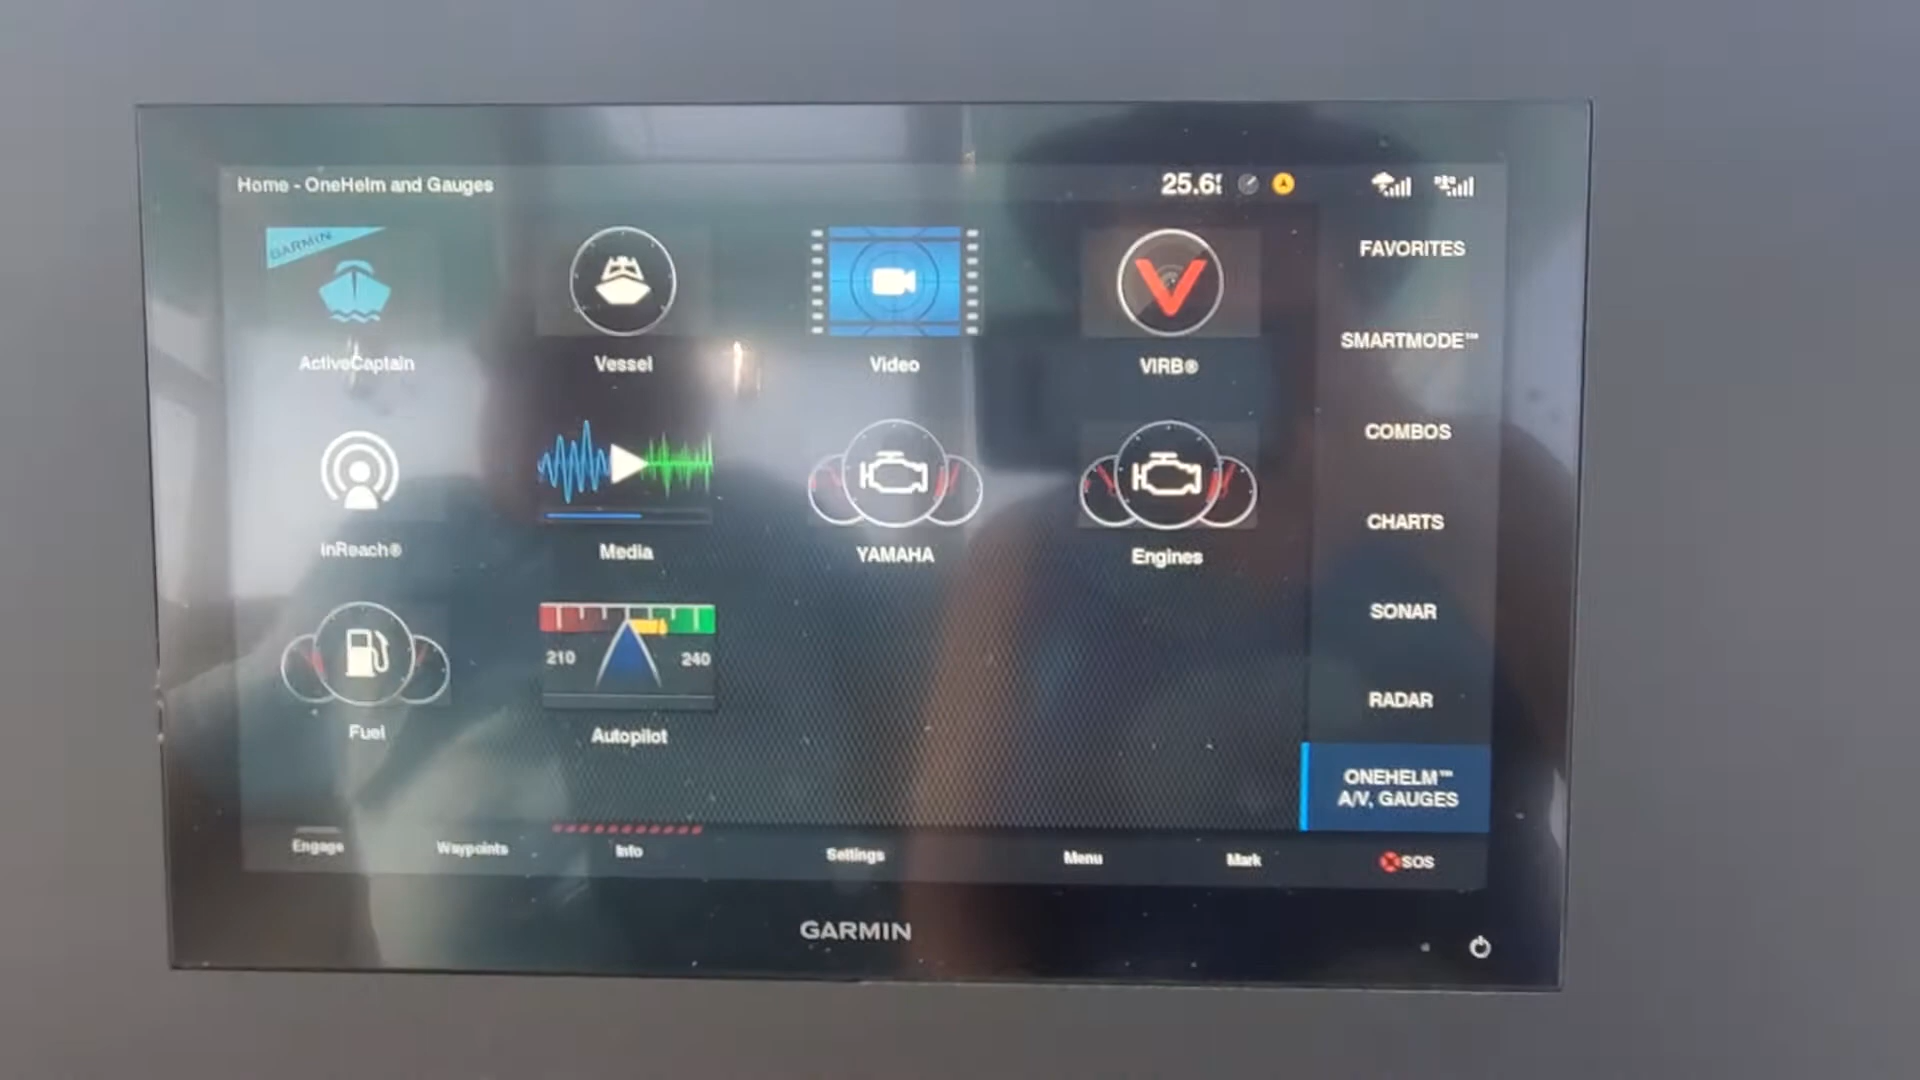 Home - OneHelm and Gauges
25.6
GARMIN
ActiveCaptain
Vessel
Video
VIRB®
inReach®
Media
YAMAHA
Engines
210
240
Fuel
Autopilot
FAVORITES
SMARTMODE™
COMBOS
CHARTS
SONAR
RADAR
ONEHELM™
A/V, GAUGES
Engage
Waypoints
Info
Settings
Menu
Mark
SOS
GARMIN